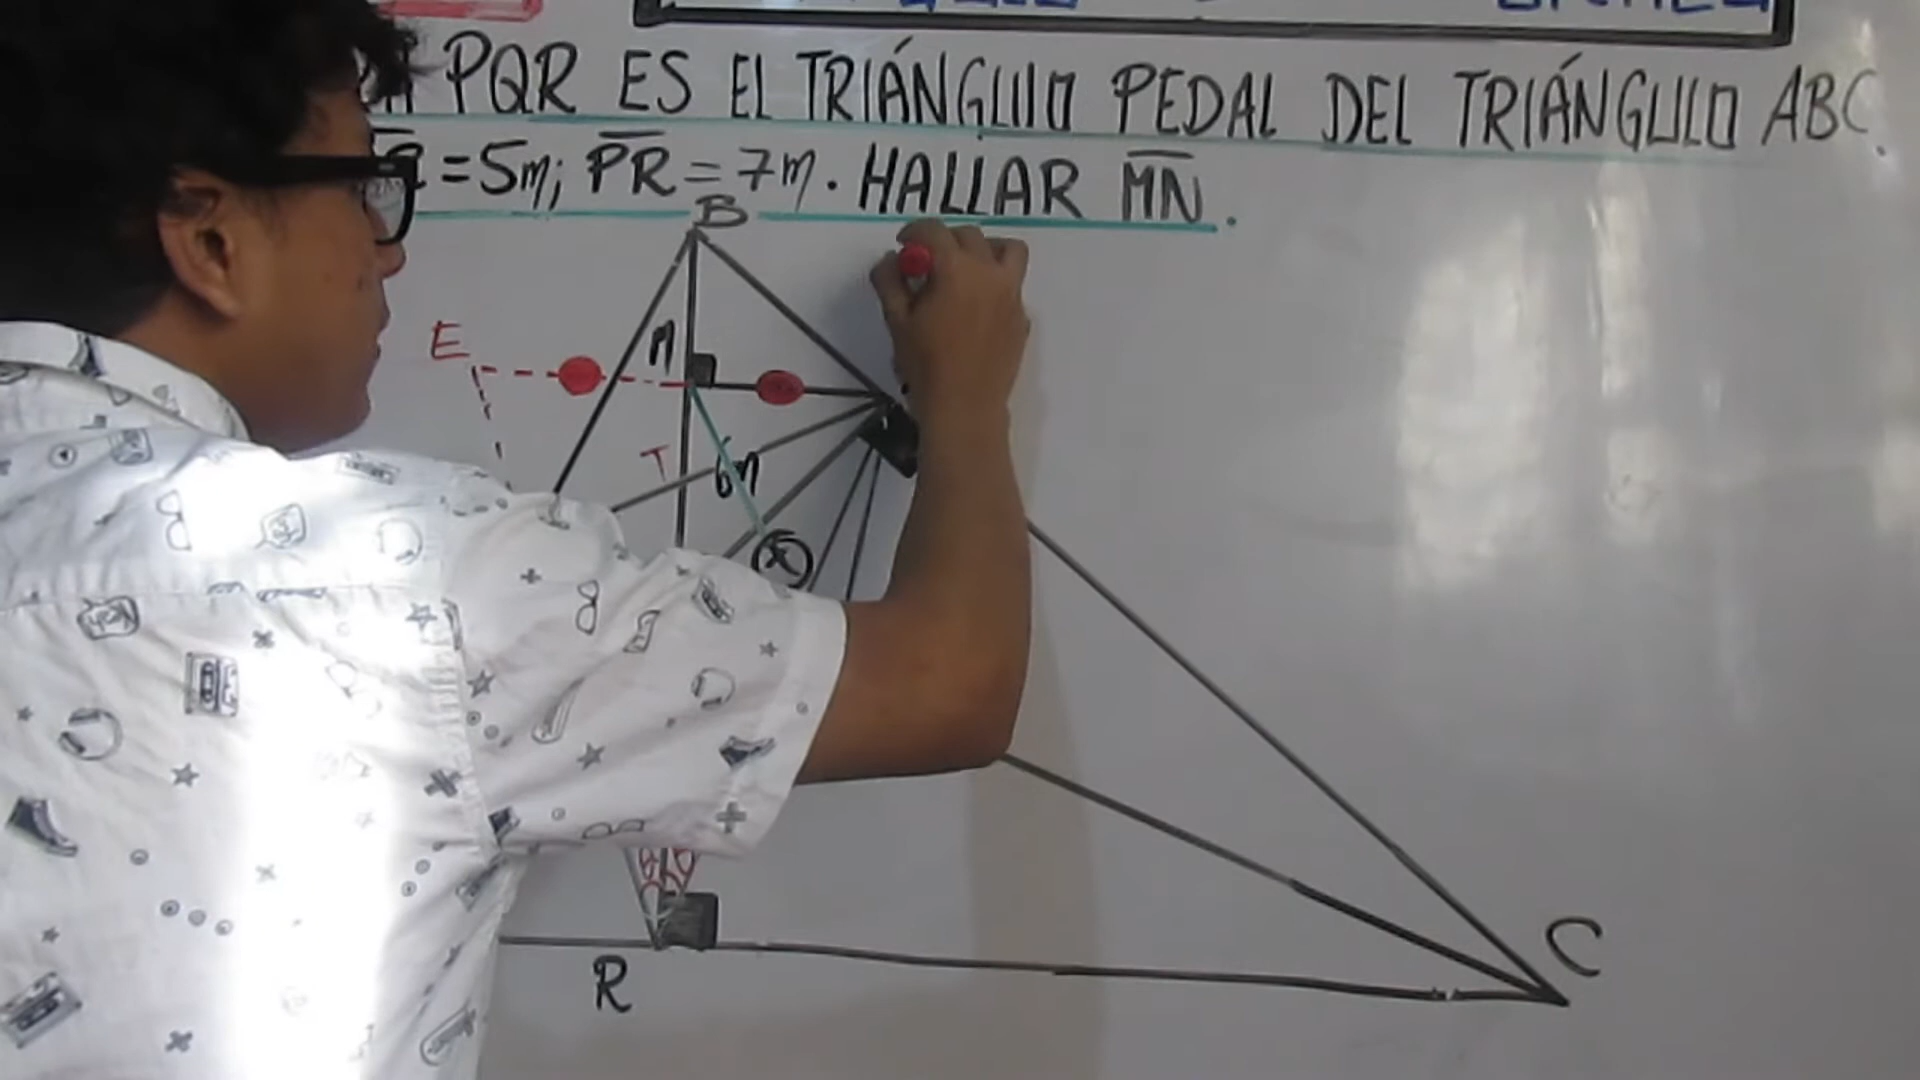 PQR ES EL TRIÁNGULO PEDAL DEL TRIÁNGULO ABC.
=5m; PR=7m. HALLAR MN.
B
E
M
T
6m
x
θ θ
R
C